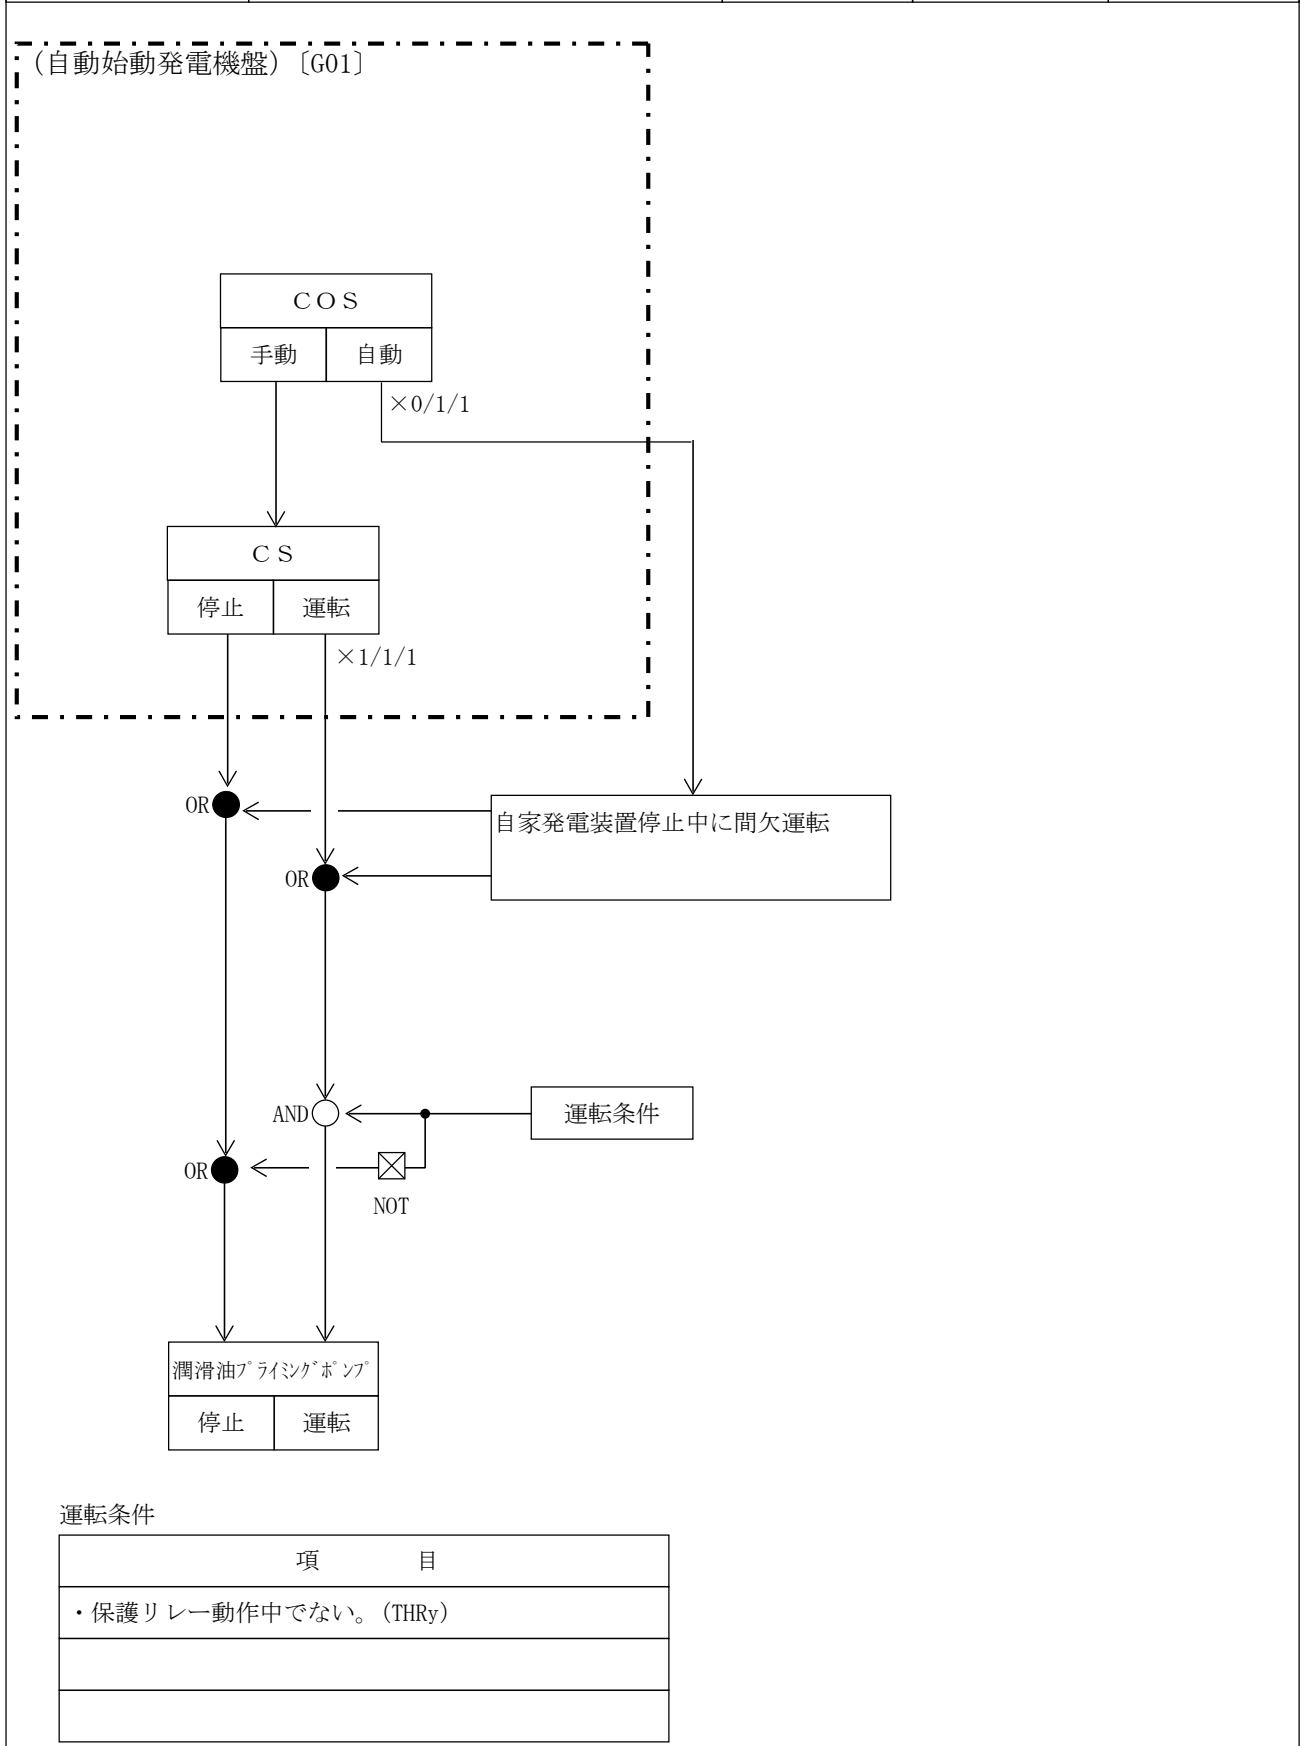 (自動始動発電機盤)〔G01〕
COS
手動 自動
×0/1/1
CS
停止 運転
×1/1/1
OR
自家発電装置停止中に間欠運転
OR
AND
運転条件
OR
NOT
潤滑油プライミングポンプ
停止 運転
運転条件
項 目
・保護リレー動作中でない。(THRy)